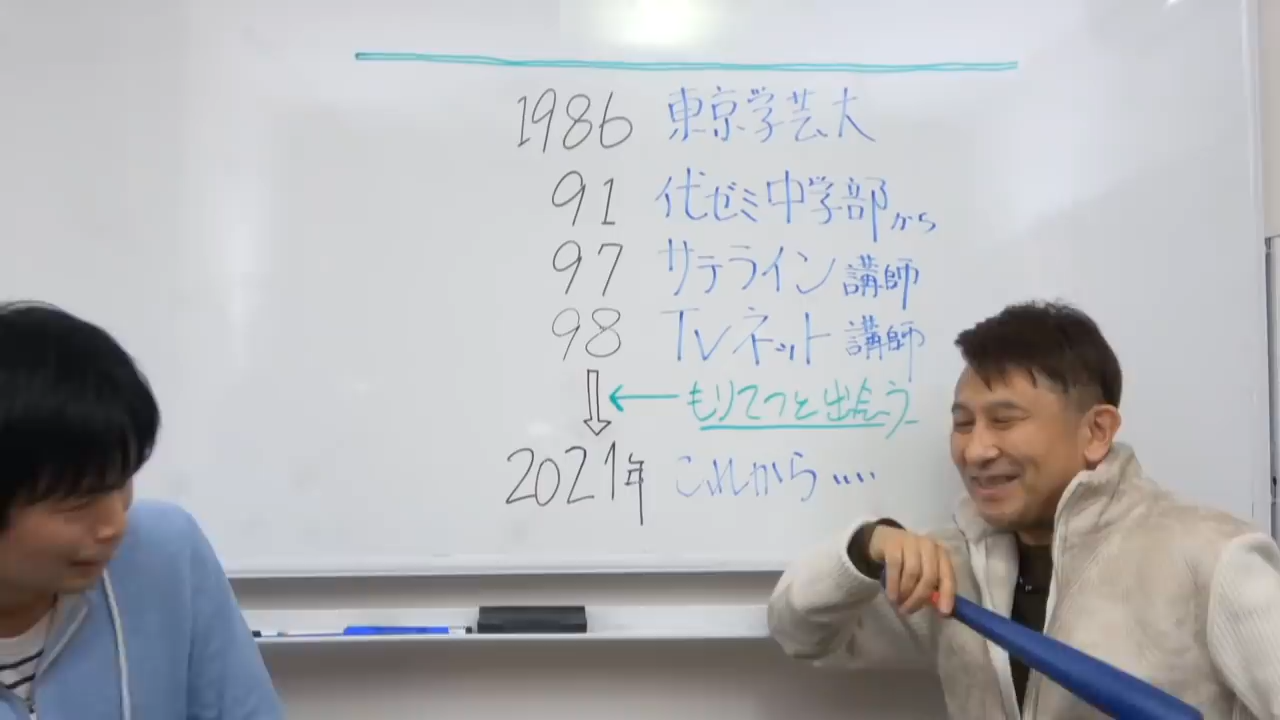 1986 東京学芸大
91 代ゼミ中学部から
97 サテライン講師
98 TVネット講師
⇩ ← もりてつと出会う
2021年 これから‥‥